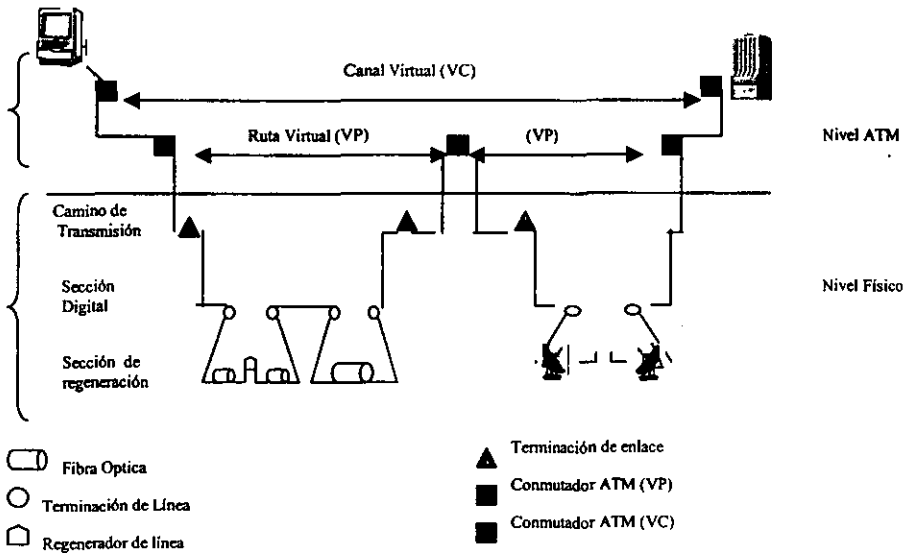 Canal Virtual (VC)
Ruta Virtual (VP)
(VP)
Nivel ATM
Camino de
Transmisión
Sección
Digital
Nivel Físico
Sección de
regeneración
Fibra Optica
Terminación de Línea
Regenerador de línea
Terminación de enlace
Conmutador ATM (VP)
Conmutador ATM (VC)